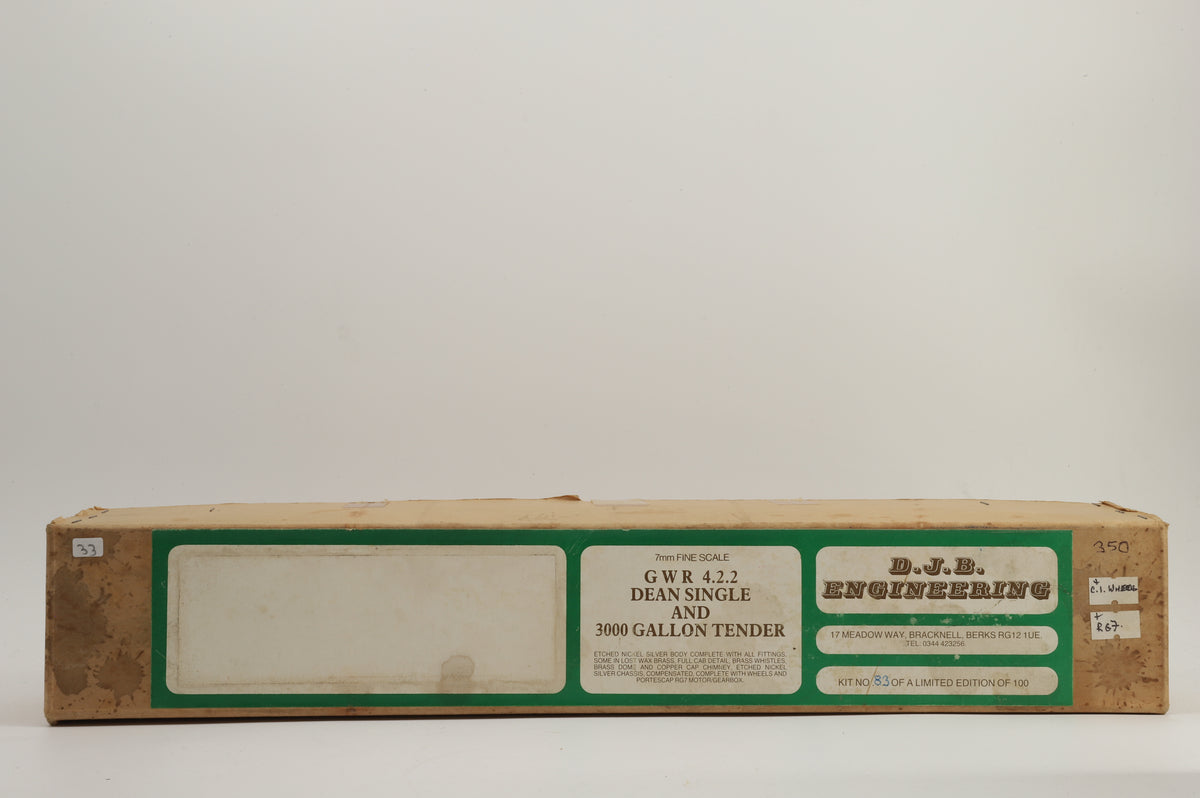 33
7mm FINE SCALE
G W R 4.2.2
DEAN SINGLE
AND
3000 GALLON TENDER
ETCHED NICKEL SILVER BODY COMPLETE WITH ALL FITTINGS,
SOME IN LOST WAX BRASS, FULL CAB DETAIL, BRASS WHISTLES,
BRASS DOME AND COPPER CAP CHIMNEY, ETCHED NICKEL
SILVER CHASSIS, COMPENSATED, COMPLETE WITH WHEELS AND
PORTESCAP RG7 MOTOR/GEARBOX.
D.J.B.
ENGINEERING
17 MEADOW WAY, BRACKNELL, BERKS RG12 1UE.
TEL. 0344 423256.
KIT NO 83 OF A LIMITED EDITION OF 100
350
+
C.I. WHEELS
+